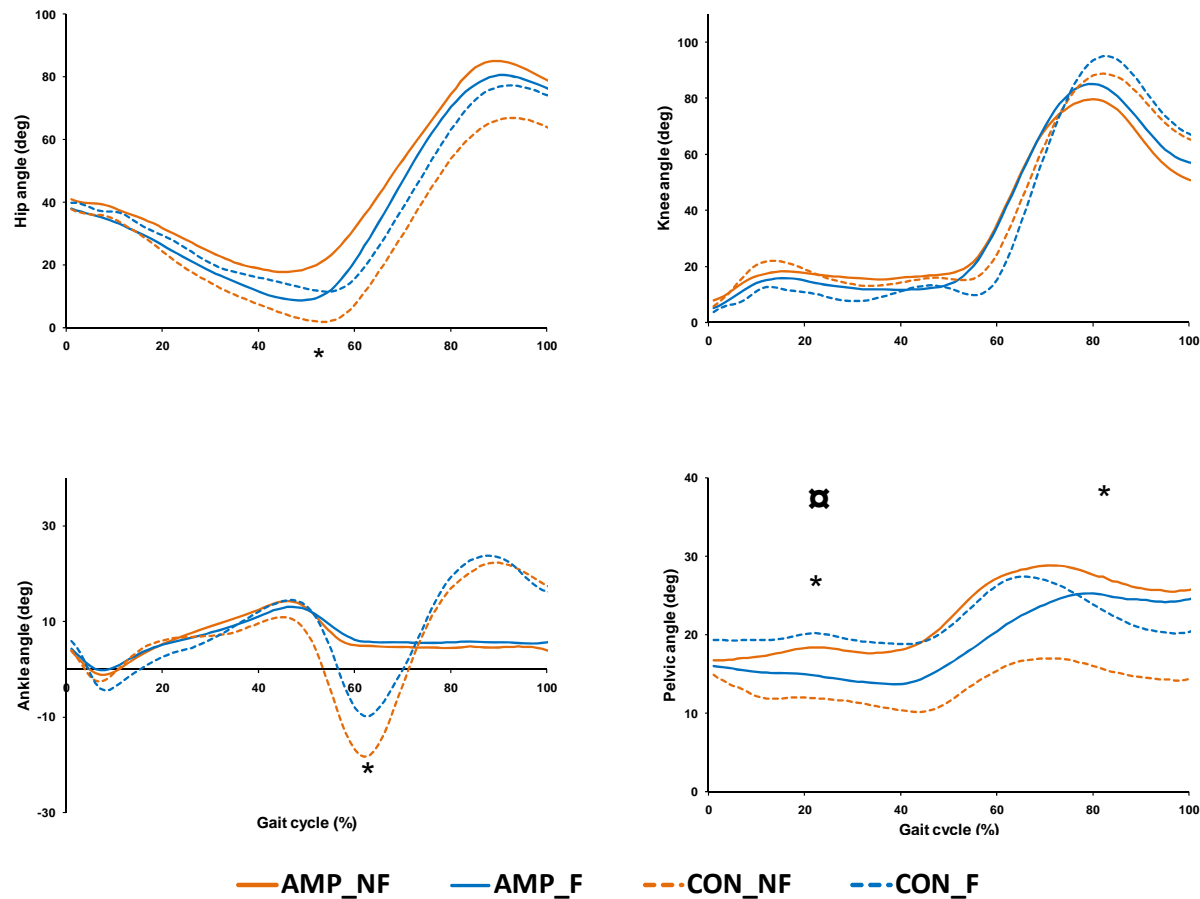 100
80
60
40
20
0
Hip angle (deg)
0 20 40 60 80 100
*
100
80
60
40
20
0
Knee angle (deg)
0 20 40 60 80 100
30
10
-10
-30
Ankle angle (deg)
0 20 40 60 80 100
*
Gait cycle (%)
40
30
20
10
0
Pelvic angle (deg)
¤
*
*
0 20 40 60 80 100
Gait cycle (%)
AMP_NF AMP_F CON_NF CON_F